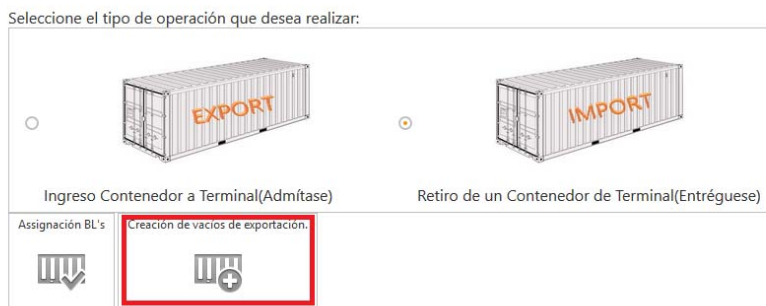 Seleccione el tipo de operación que desea realizar:
EXPORT
IMPORT
Ingreso Contenedor a Terminal(Admítase)
Retiro de un Contenedor de Terminal(Entréguese)
Assignación BL's
Creación de vacios de exportación.